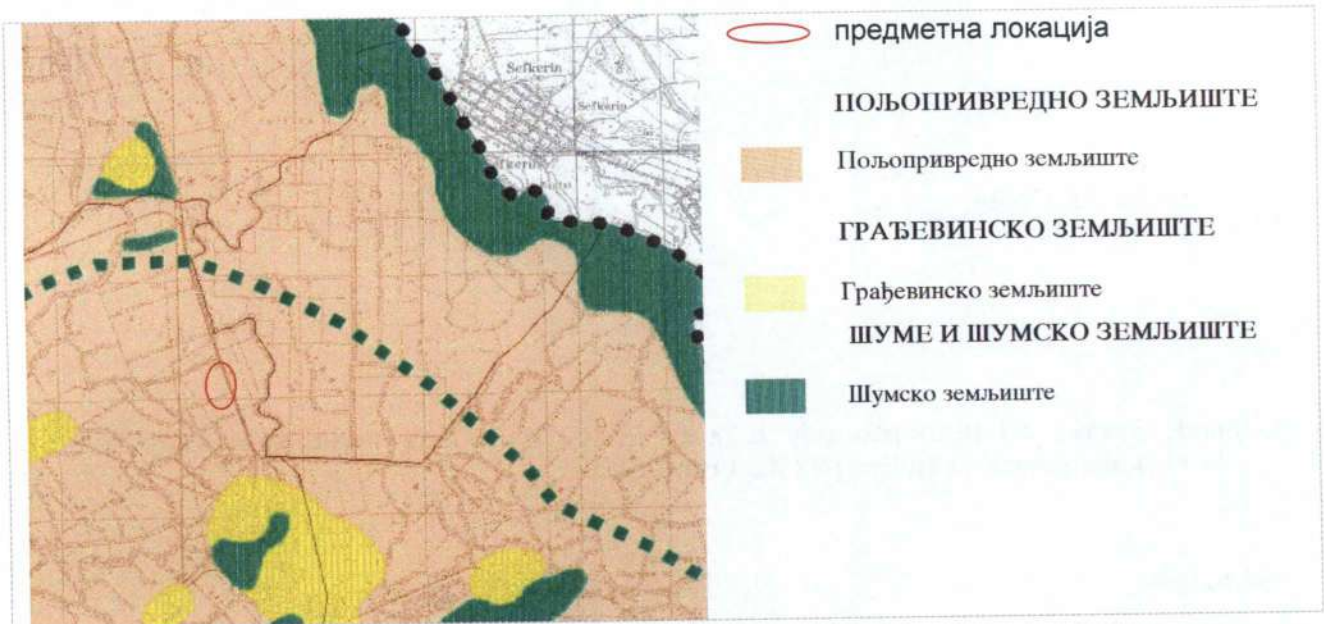 Sefkerin
Sefkerin
предметна локација
ПОЉОПРИВРЕДНО ЗЕМЉИШТЕ
Пољопривредно земљиште
ГРАЂЕВИНСКО ЗЕМЉИШТЕ
Грађевинско земљиште
ШУМЕ И ШУМСКО ЗЕМЉИШТЕ
Шумско земљиште